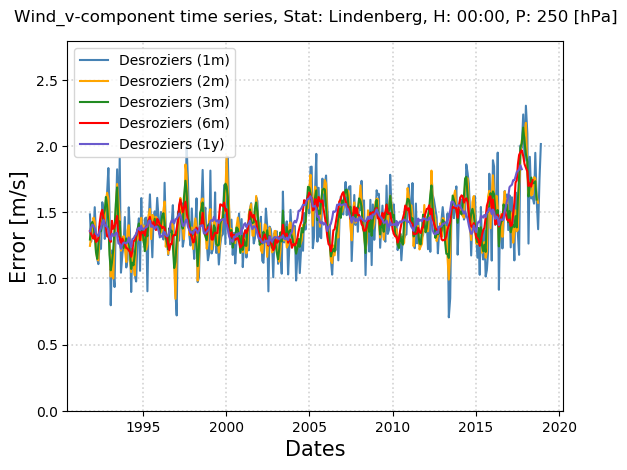 Wind_v-component time series, Stat: Lindenberg, H: 00:00, P: 250 [hPa]
Desroziers (1m)
Desroziers (2m)
Desroziers (3m)
Desroziers (6m)
Desroziers (1y)
Error [m/s]
2.5
2.0
1.5
1.0
0.5
0.0
1995 2000 2005 2010 2015 2020
Dates